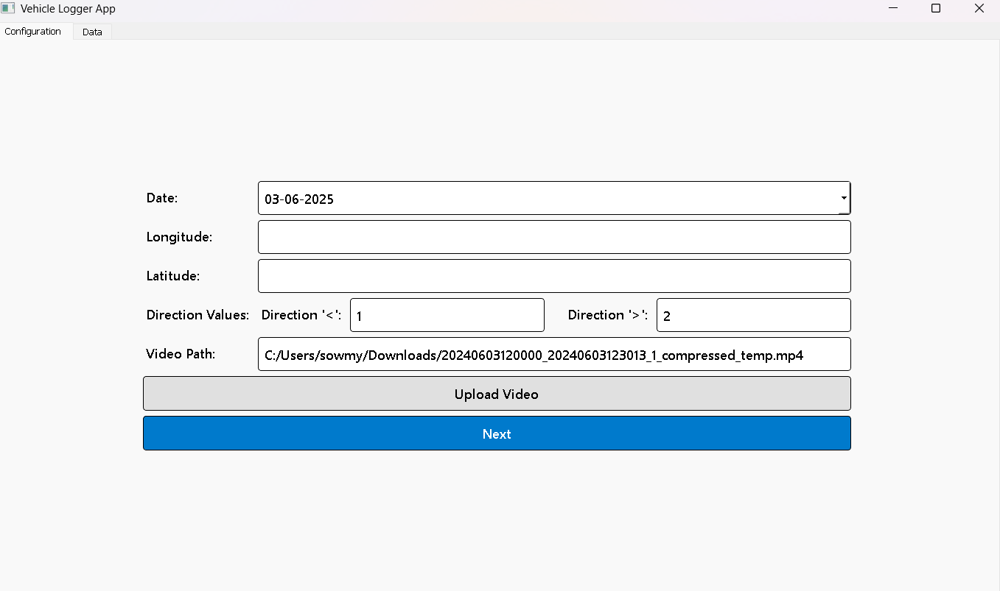 Vehicle Logger App
Configuration Data
Date: 03-06-2025
Longitude:
Latitude:
Direction Values: Direction '<': 1 Direction '>': 2
Video Path: C:/Users/sowmy/Downloads/20240603120000_20240603123013_1_compressed_temp.mp4
Upload Video
Next